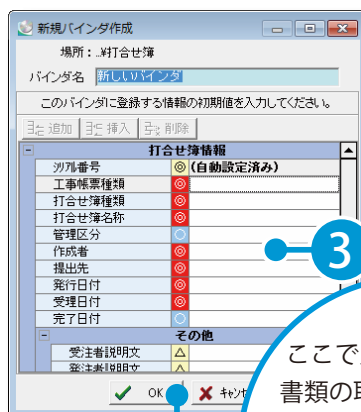 新規バインダ作成
場所:..¥打合せ簿
バインダ名 新しいバインダ
このバインダに登録する情報の初期値を入力してください。
追加 挿入 削除
打合せ簿情報
シリアル番号 ◎ (自動設定済み)
工事帳票種類 ◎
打合せ簿種類 ◎
打合せ簿名称 ◎
管理区分 ○
作成者 ◎
提出先 ◎
発行日付 ◎
受理日付 ◎
完了日付 ○
その他
受注者説明文 △
発注者説明文 △
OK
3
ここで
書類の